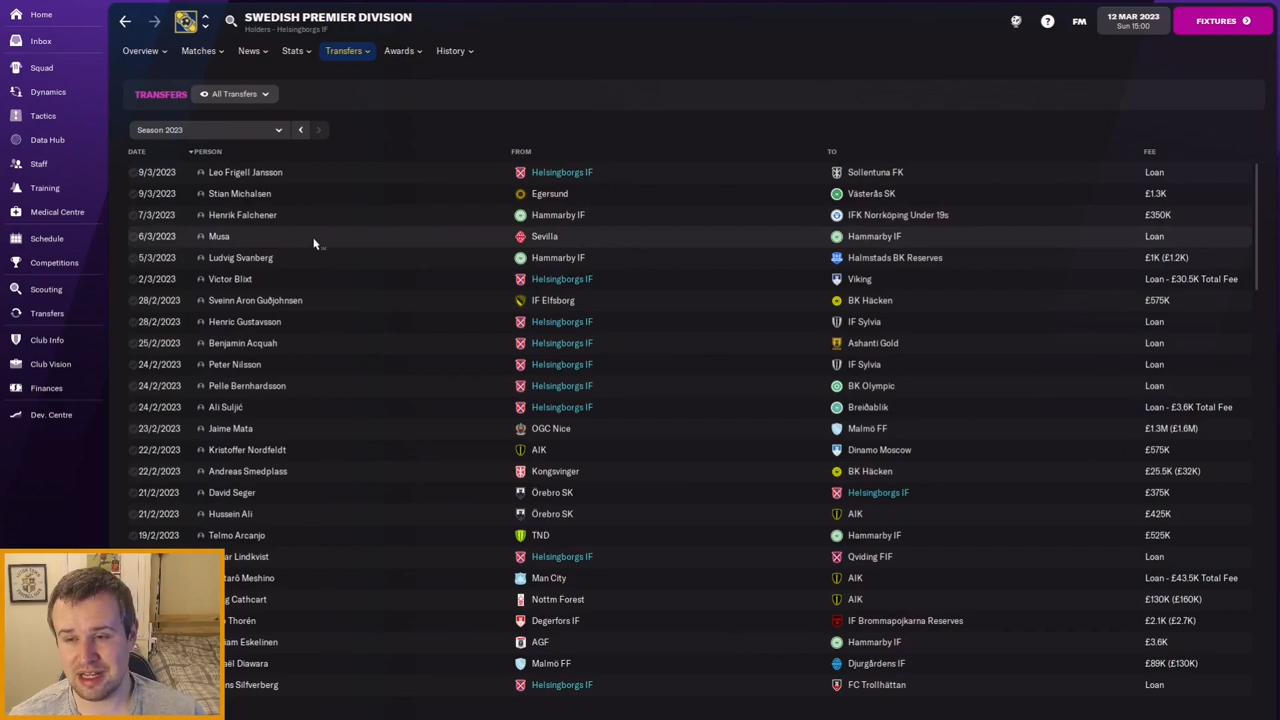 Home
SWEDISH PREMIER DIVISION
Holders - Helsingborgs IF
FM
12 MAR 2023
Sun 15:00
FIXTURES
Inbox
Overview Matches News Stats Transfers Awards History
Squad
Dynamics
Tactics
Data Hub
Staff
Training
Medical Centre
Schedule
Competitions
Scouting
Transfers
Club Info
Club Vision
Finances
Dev. Centre
TRANSFERS All Transfers
Season 2023
DATE PERSON FROM TO FEE
9/3/2023 Leo Frigell Jansson Helsingborgs IF Sollentuna FK Loan
9/3/2023 Stian Michalsen Egersund Västerås SK £1.3K
7/3/2023 Henrik Falchener Hammarby IF IFK Norrköping Under 19s £350K
6/3/2023 Musa Sevilla Hammarby IF Loan
5/3/2023 Ludvig Svanberg Hammarby IF Halmstads BK Reserves £1K (£1.2K)
2/3/2023 Victor Blixt Helsingborgs IF Viking Loan - £30.5K Total Fee
28/2/2023 Sveinn Aron Guðjohnsen IF Elfsborg BK Häcken £575K
28/2/2023 Henric Gustavsson Helsingborgs IF IF Sylvia Loan
25/2/2023 Benjamin Acquah Helsingborgs IF Ashanti Gold Loan
24/2/2023 Peter Nilsson Helsingborgs IF IF Sylvia Loan
24/2/2023 Pelle Bernhardsson Helsingborgs IF BK Olympic Loan
24/2/2023 Ali Suljić Helsingborgs IF Breiðablik Loan - £3.6K Total Fee
23/2/2023 Jaime Mata OGC Nice Malmö FF £1.3M (£1.6M)
22/2/2023 Kristoffer Nordfeldt AIK Dinamo Moscow £575K
22/2/2023 Andreas Smedplass Kongsvinger BK Häcken £25.5K (£32K)
21/2/2023 David Seger Örebro SK Helsingborgs IF £375K
21/2/2023 Hussein Ali Örebro SK AIK £425K
19/2/2023 Telmo Arcanjo TND Hammarby IF £525K
Lindkvist Helsingborgs IF Qviding FIF Loan
Meshino Man City AIK Loan - £43.5K Total Fee
Cathcart Nottm Forest AIK £130K (£160K)
Thorén Degerfors IF IF Brommapojkarna Reserves £2.1K (£2.7K)
Eskelinen AGF Hammarby IF £3.6K
Diawara Malmö FF Djurgårdens IF £89K (£130K)
Silfverberg Helsingborgs IF FC Trollhättan Loan